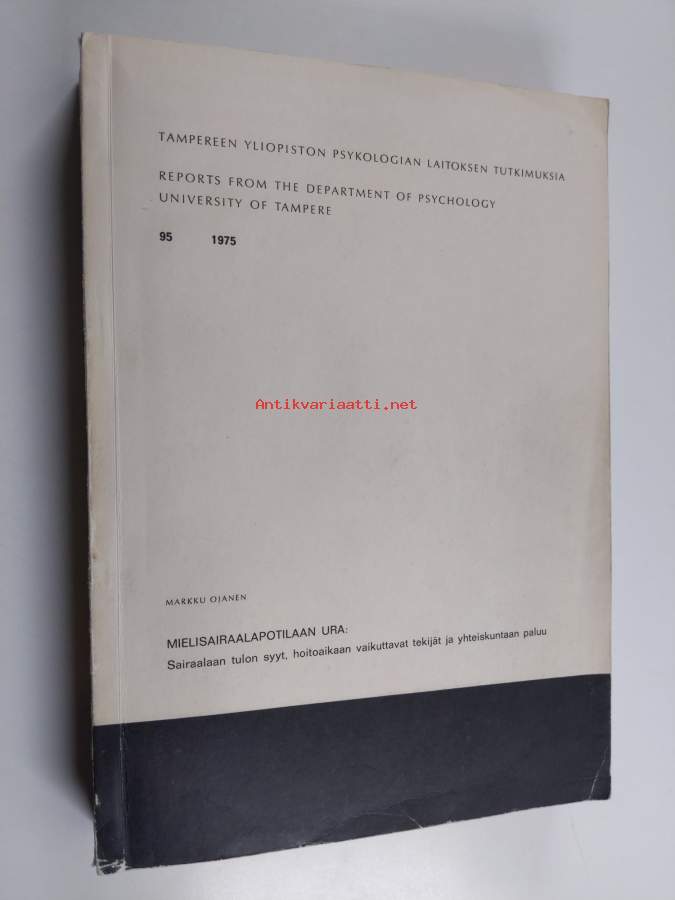 TAMPEREEN YLIOPISTON PSYKOLOGIAN LAITOKSEN TUTKIMUKSIA
REPORTS FROM THE DEPARTMENT OF PSYCHOLOGY
UNIVERSITY OF TAMPERE
95 1975
Antikvariaatti.net
MARKKU OJANEN
MIELISAIRAALAPOTILAAN URA:
Sairaalaan tulon syyt, hoitoaikaan vaikuttavat tekijät ja yhteiskuntaan paluu